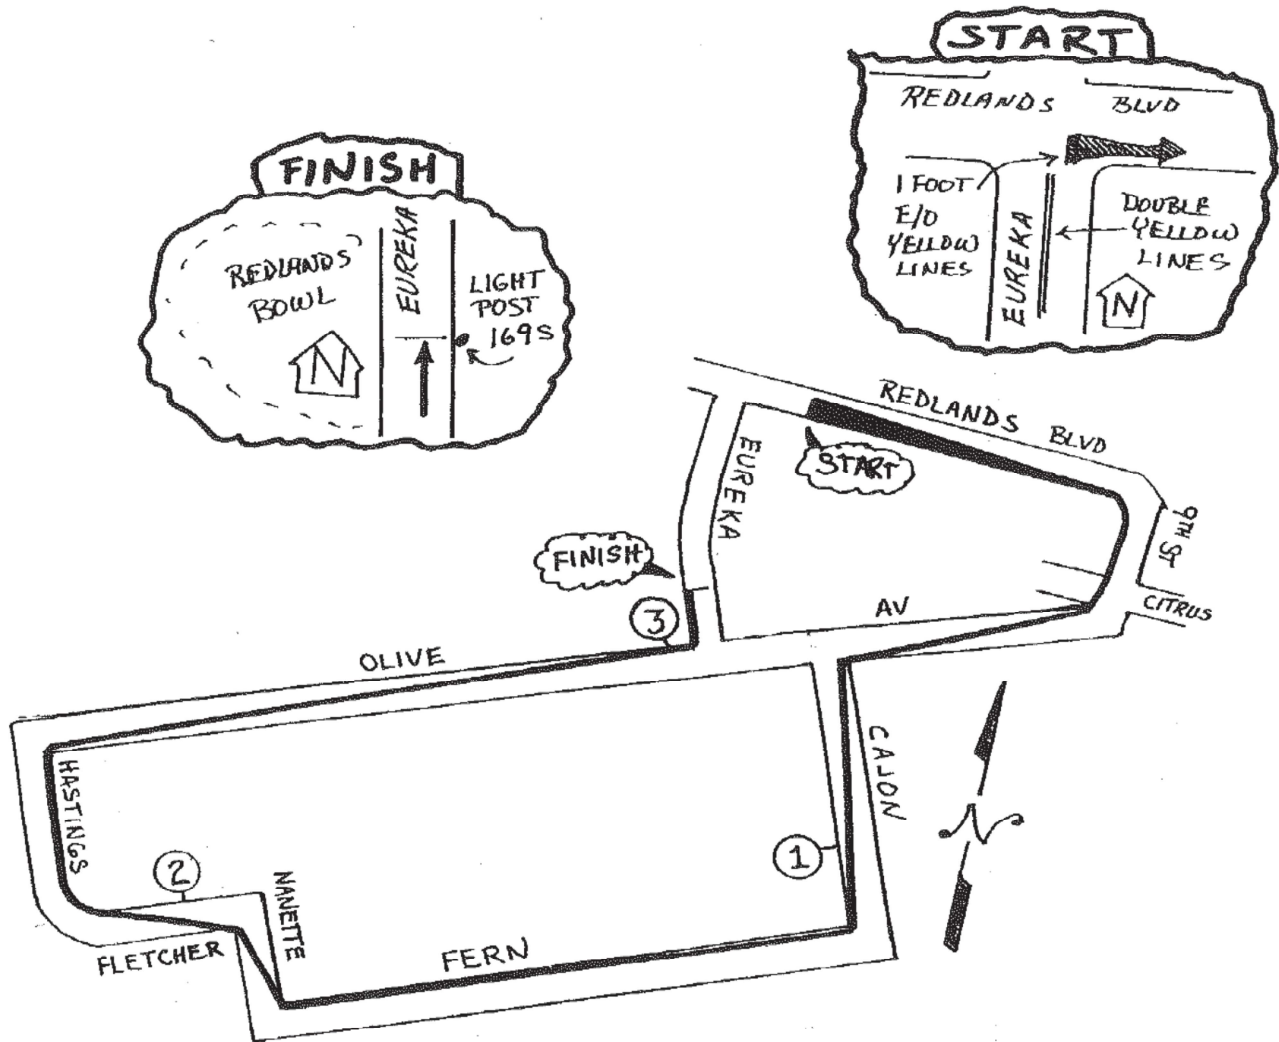 START
REDLANDS BLVD
1 FOOT
E/O
YELLOW
LINES
EUREKA
DOUBLE
YELLOW
LINES
N
FINISH
REDLANDS
BOWL
EUREKA
LIGHT
POST
169S
N
REDLANDS BLVD
START
EUREKA
9TH ST
FINISH
3
AV
CITRUS
OLIVE
CAJON
HASTINGS
1
2
NANETTE
FLETCHER
FERN
N